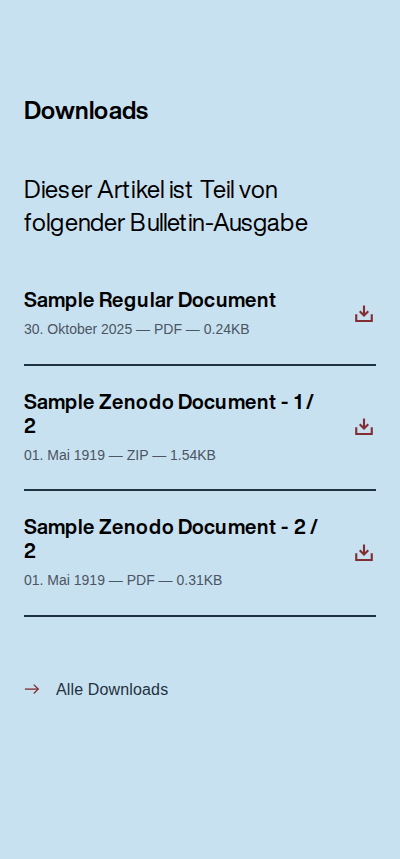 Downloads
Dieser Artikel ist Teil von
folgender Bulletin-Ausgabe
Sample Regular Document
30. Oktober 2025 — PDF — 0.24KB
Sample Zenodo Document - 1 /
2
01. Mai 1919 — ZIP — 1.54KB
Sample Zenodo Document - 2 /
2
01. Mai 1919 — PDF — 0.31KB
Alle Downloads